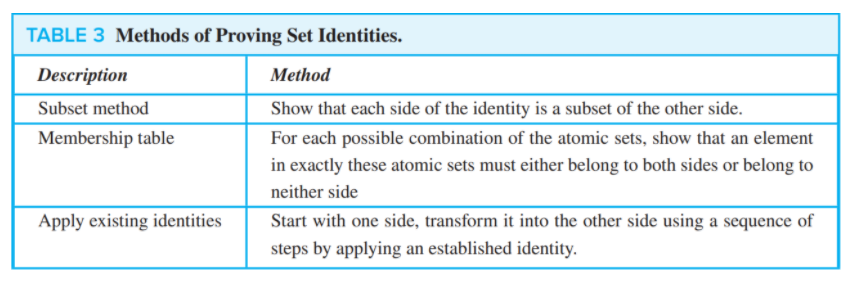 TABLE 3 Methods of Proving Set Identities.
Description Method
Subset method Show that each side of the identity is a subset of the other side.
Membership table For each possible combination of the atomic sets, show that an element
in exactly these atomic sets must either belong to both sides or belong to
neither side
Apply existing identities Start with one side, transform it into the other side using a sequence of
steps by applying an established identity.